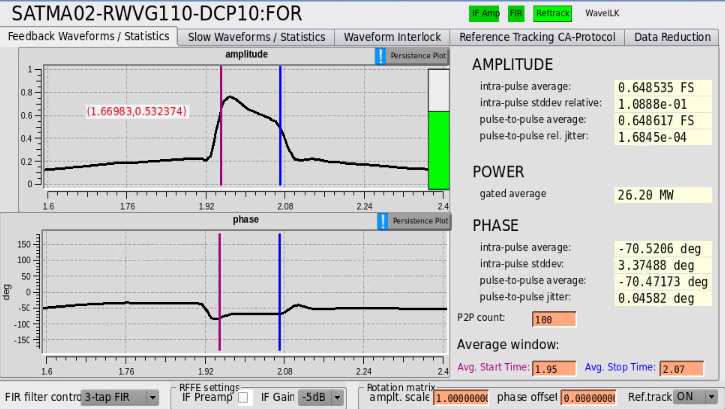 SATMA02-RWVG110-DCP10:FOR
IF Amp FIR Reftrack WaveILK
Feedback Waveforms / Statistics Slow Waveforms / Statistics Waveform Interlock Reference Tracking CA-Protocol Data Reduction
amplitude
! Persistence Plot
1
0.8
0.6
0.4
0.2
0
(1.66983,0.532374)
1.6 1.76 1.92 2.08 2.24 2.4
phase
! Persistence Plot
deg
150
100
50
0
-50
-100
-15C
1.6 1.76 1.92 2.08 2.24 2.4
AMPLITUDE
intra-pulse average: 0.648535 FS
intra-pulse stddev relative: 1.0888e-01
pulse-to-pulse average: 0.648617 FS
pulse-to-pulse rel. jitter: 1.6845e-04
POWER
gated average 26.20 MW
PHASE
intra-pulse average: -70.5206 deg
intra-pulse stddev: 3.37488 deg
pulse-to-pulse average: -70.47173 deg
pulse-to-pulse jitter: 0.04582 deg
P2P count: 100
Average window:
Avg. Start Time: 1.95 Avg. Stop Time: 2.07
FIR filter contro 3-tap FIR
RFFE settings
IF Preamp IF Gain -5dB
Rotation matrix
amplt. scale 1.0000000 phase offset 0.0000000 Ref.track ON